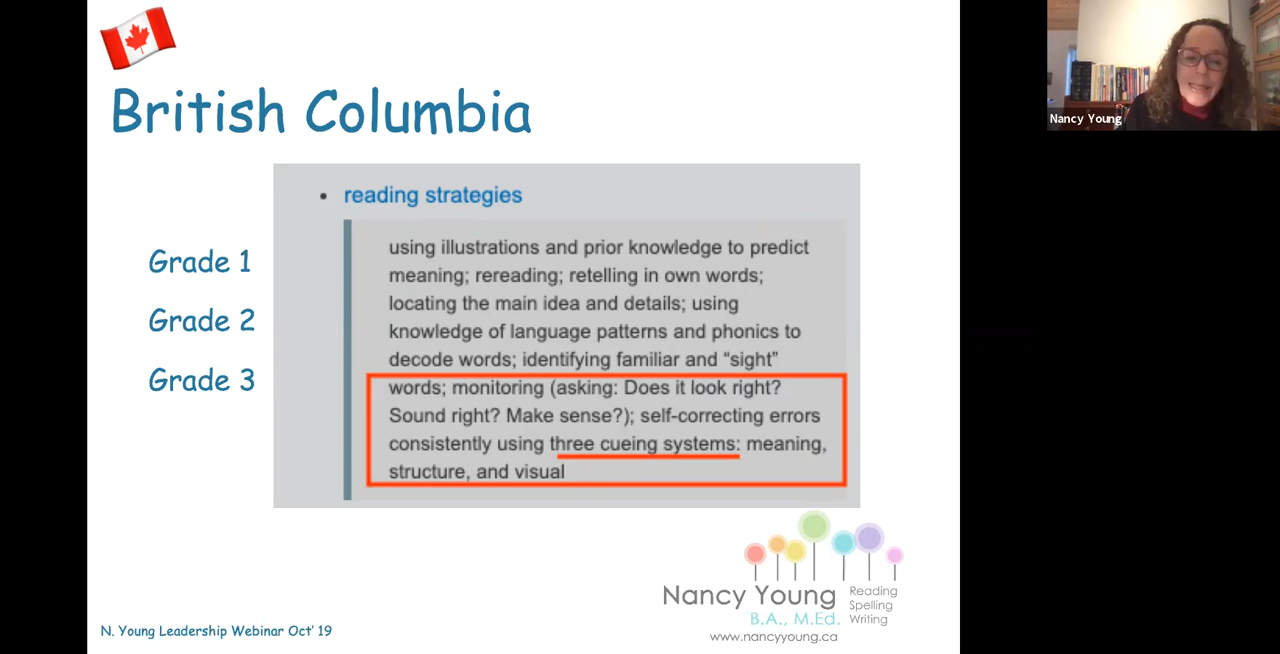 British Columbia
Nancy Young
• reading strategies
Grade 1
Grade 2
Grade 3
using illustrations and prior knowledge to predict
meaning; rereading; retelling in own words;
locating the main idea and details; using
knowledge of language patterns and phonics to
decode words; identifying familiar and “sight”
words; monitoring (asking: Does it look right?
Sound right? Make sense?); self-correcting errors
consistently using three cueing systems: meaning,
structure, and visual
Nancy Young
B.A., M.Ed.
Reading
Spelling
Writing
www.nancyyoung.ca
N. Young Leadership Webinar Oct’ 19